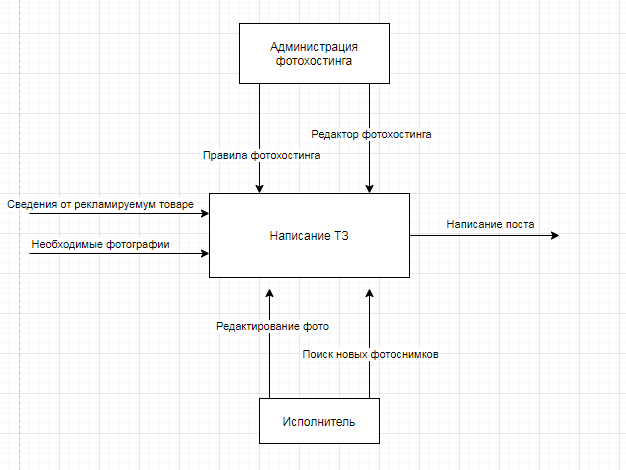 Администрация
фотохостинга
Редактор фотохостинга
Правила фотохостинга
Сведения от рекламируемум товаре
Необходимые фотографии
Написание ТЗ
Написание поста
Редактирование фото
Поиск новых фотоснимков
Исполнитель